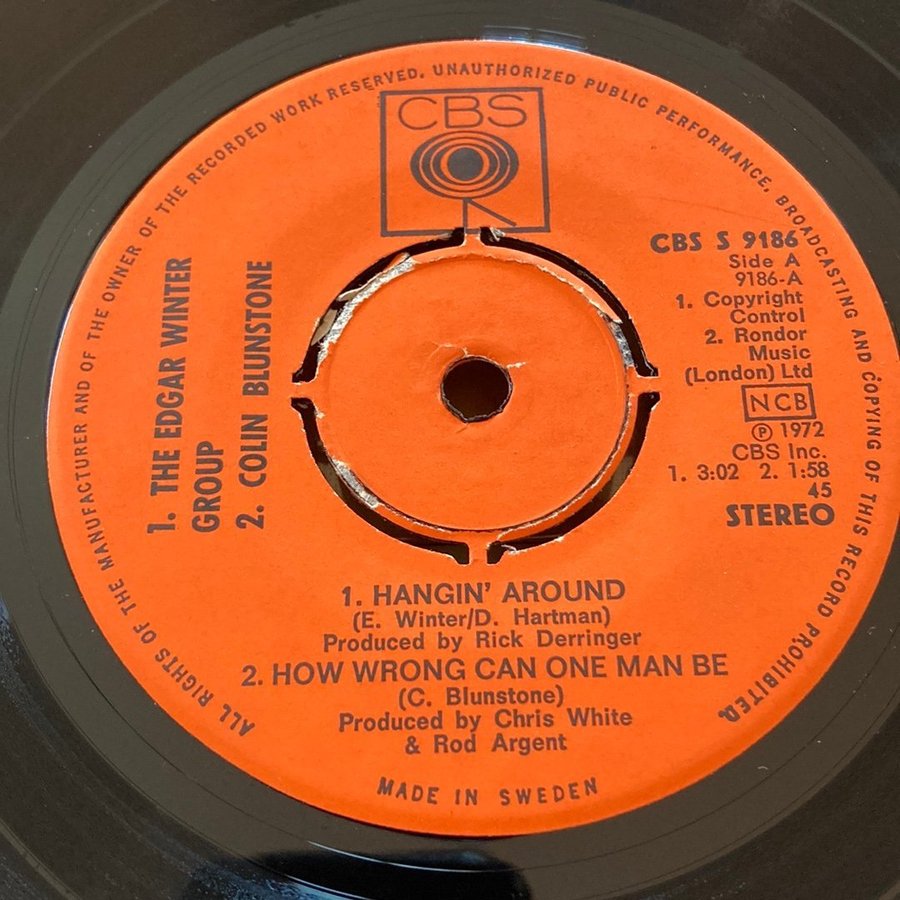 ALL RIGHTS OF THE MANUFACTURER AND OF THE OWNER OF THE RECORDED WORK RESERVED. UNAUTHORIZED PUBLIC PERFORMANCE, BROADCASTING AND COPYING OF THIS RECORD PROHIBITED.
CBS
1. THE EDGAR WINTER
GROUP
2. COLIN BLUNSTONE
CBS S 9186
Side A
9186-A
1. Copyright
Control
2. Rondor
Music
(London) Ltd
NCB
Ⓟ 1972
CBS Inc.
1. 3:02 2. 1:58
45
STEREO
1. HANGIN' AROUND
(E. Winter/D. Hartman)
Produced by Rick Derringer
2. HOW WRONG CAN ONE MAN BE
(C. Blunstone)
Produced by Chris White
& Rod Argent
MADE IN SWEDEN